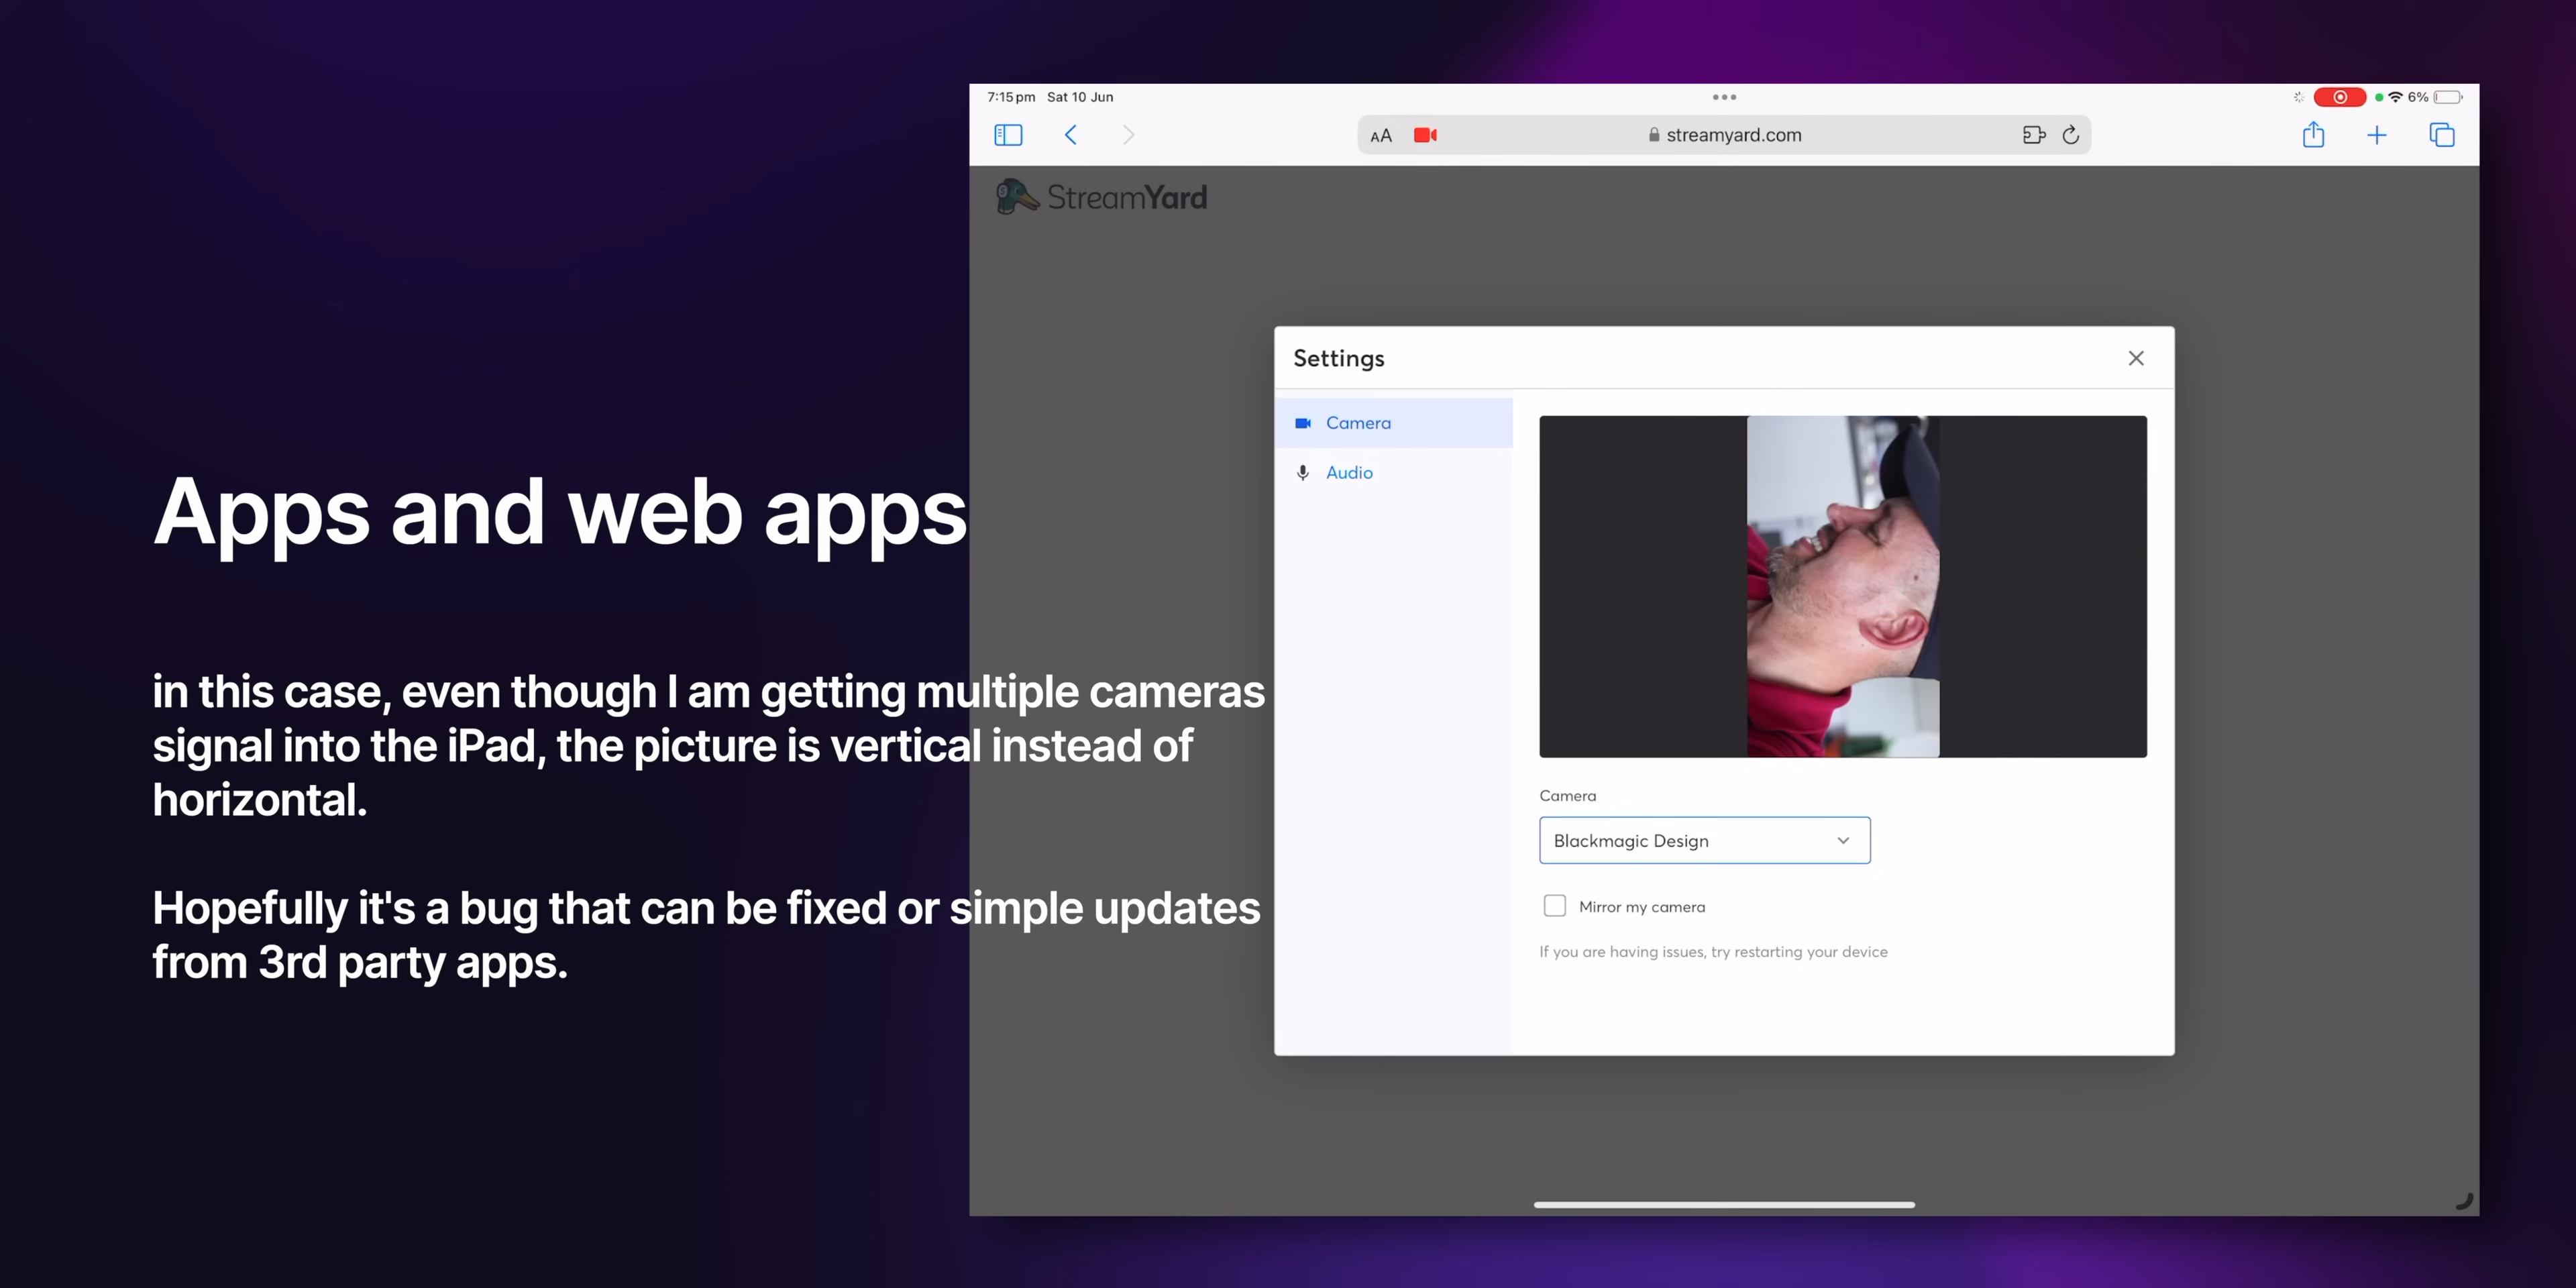 7:15 pm Sat 10 Jun
6%
AA streamyard.com
StreamYard
Settings
Camera
Audio
Apps and web apps
in this case, even though I am getting multiple cameras
signal into the iPad, the picture is vertical instead of
horizontal.
Hopefully it's a bug that can be fixed or simple updates
from 3rd party apps.
Camera
Blackmagic Design
Mirror my camera
If you are having issues, try restarting your device